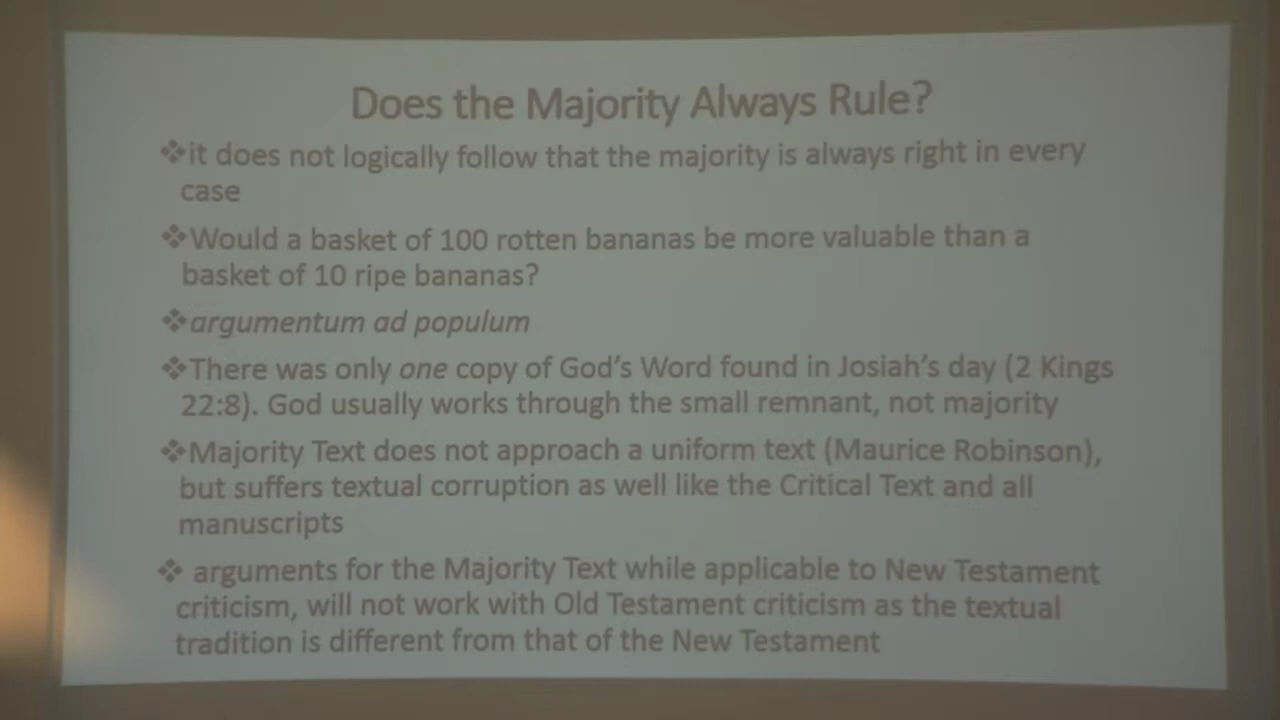 Does the Majority Always Rule?
❖it does not logically follow that the majority is always right in every
case
❖Would a basket of 100 rotten bananas be more valuable than a
basket of 10 ripe bananas?
❖argumentum ad populum
❖There was only one copy of God's Word found in Josiah's day (2 Kings
22:8). God usually works through the small remnant, not majority
❖Majority Text does not approach a uniform text (Maurice Robinson),
but suffers textual corruption as well like the Critical Text and all
manuscripts
❖ arguments for the Majority Text while applicable to New Testament
criticism, will not work with Old Testament criticism as the textual
tradition is different from that of the New Testament